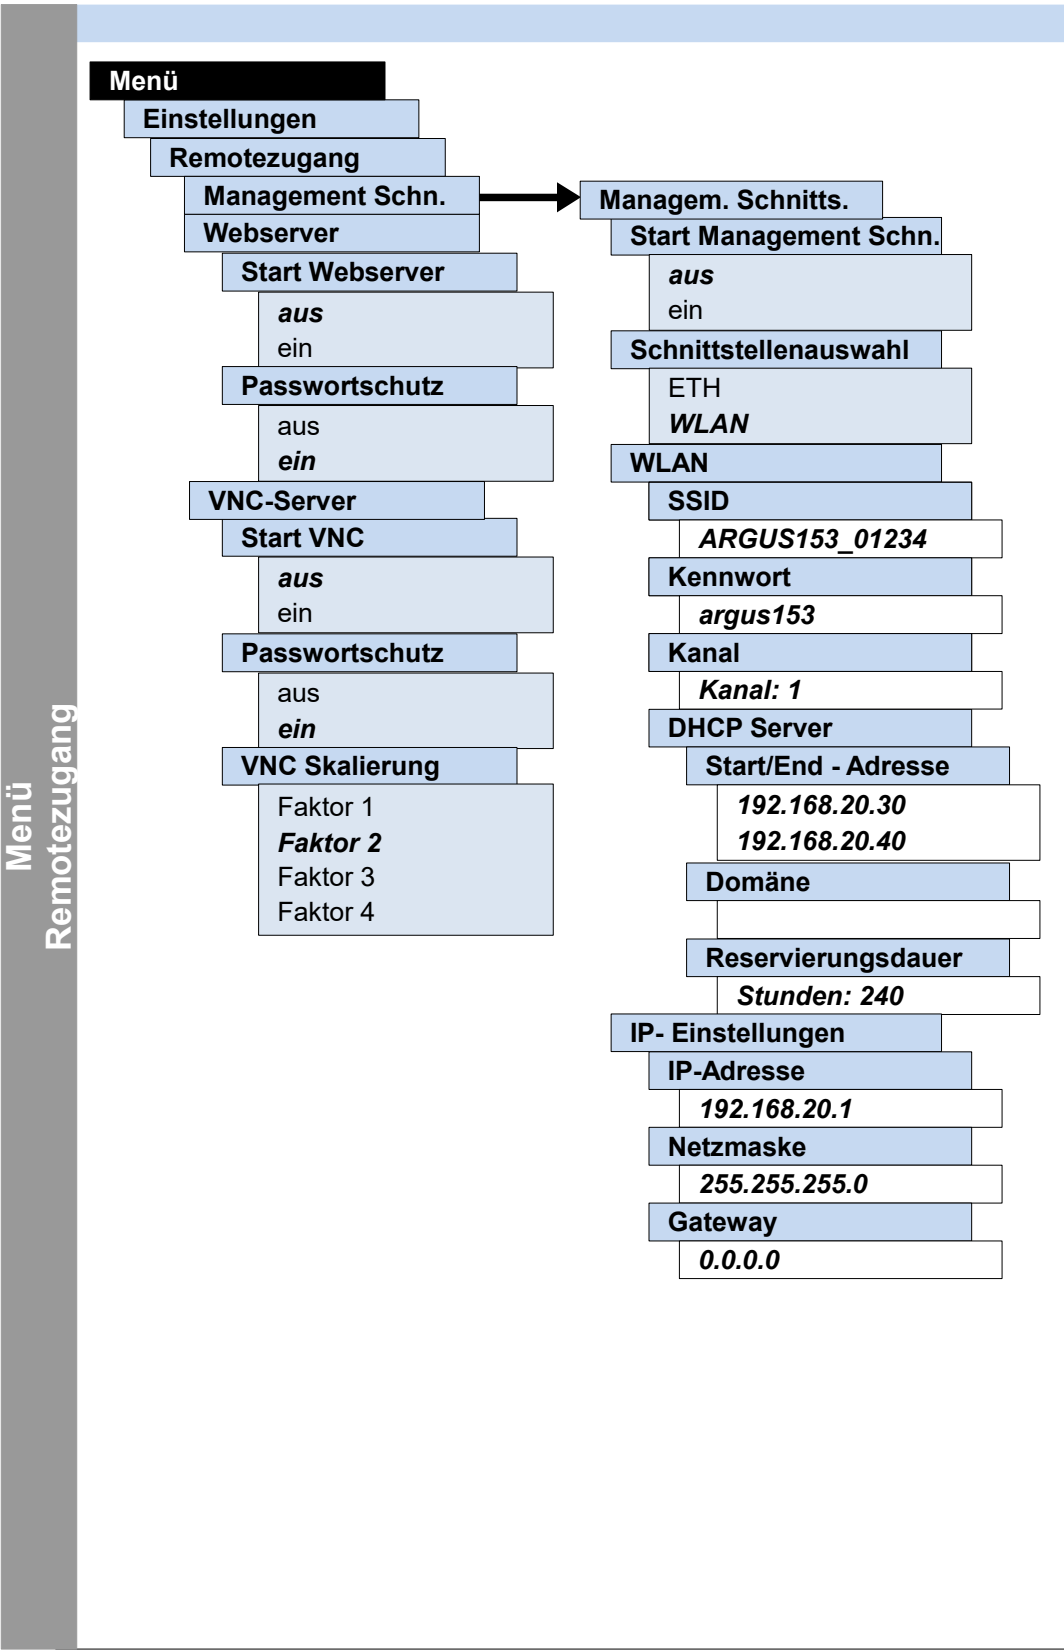 Menü
Remotezugang
Menü
Einstellungen
Remotezugang
Management Schn.
Webserver
Start Webserver
aus
ein
Passwortschutz
aus
ein
VNC-Server
Start VNC
aus
ein
Passwortschutz
aus
ein
VNC Skalierung
Faktor 1
Faktor 2
Faktor 3
Faktor 4
Managem. Schnitts.
Start Management Schn.
aus
ein
Schnittstellenauswahl
ETH
WLAN
WLAN
SSID
ARGUS153_01234
Kennwort
argus153
Kanal
Kanal: 1
DHCP Server
Start/End - Adresse
192.168.20.30
192.168.20.40
Domäne
Reservierungsdauer
Stunden: 240
IP- Einstellungen
IP-Adresse
192.168.20.1
Netzmaske
255.255.255.0
Gateway
0.0.0.0